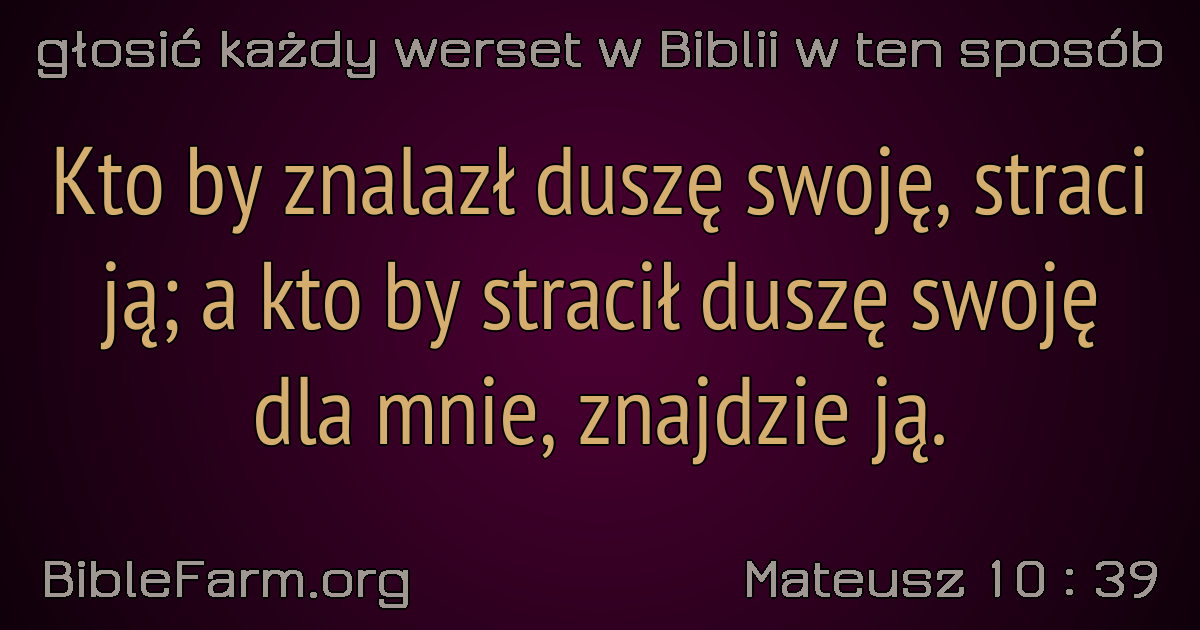 głosić każdy werset w Biblii w ten sposób
Kto by znalazł duszę swoję, straci
ją; a kto by stracił duszę swoję
dla mnie, znajdzie ją.
BibleFarm.org
Mateusz 10 : 39